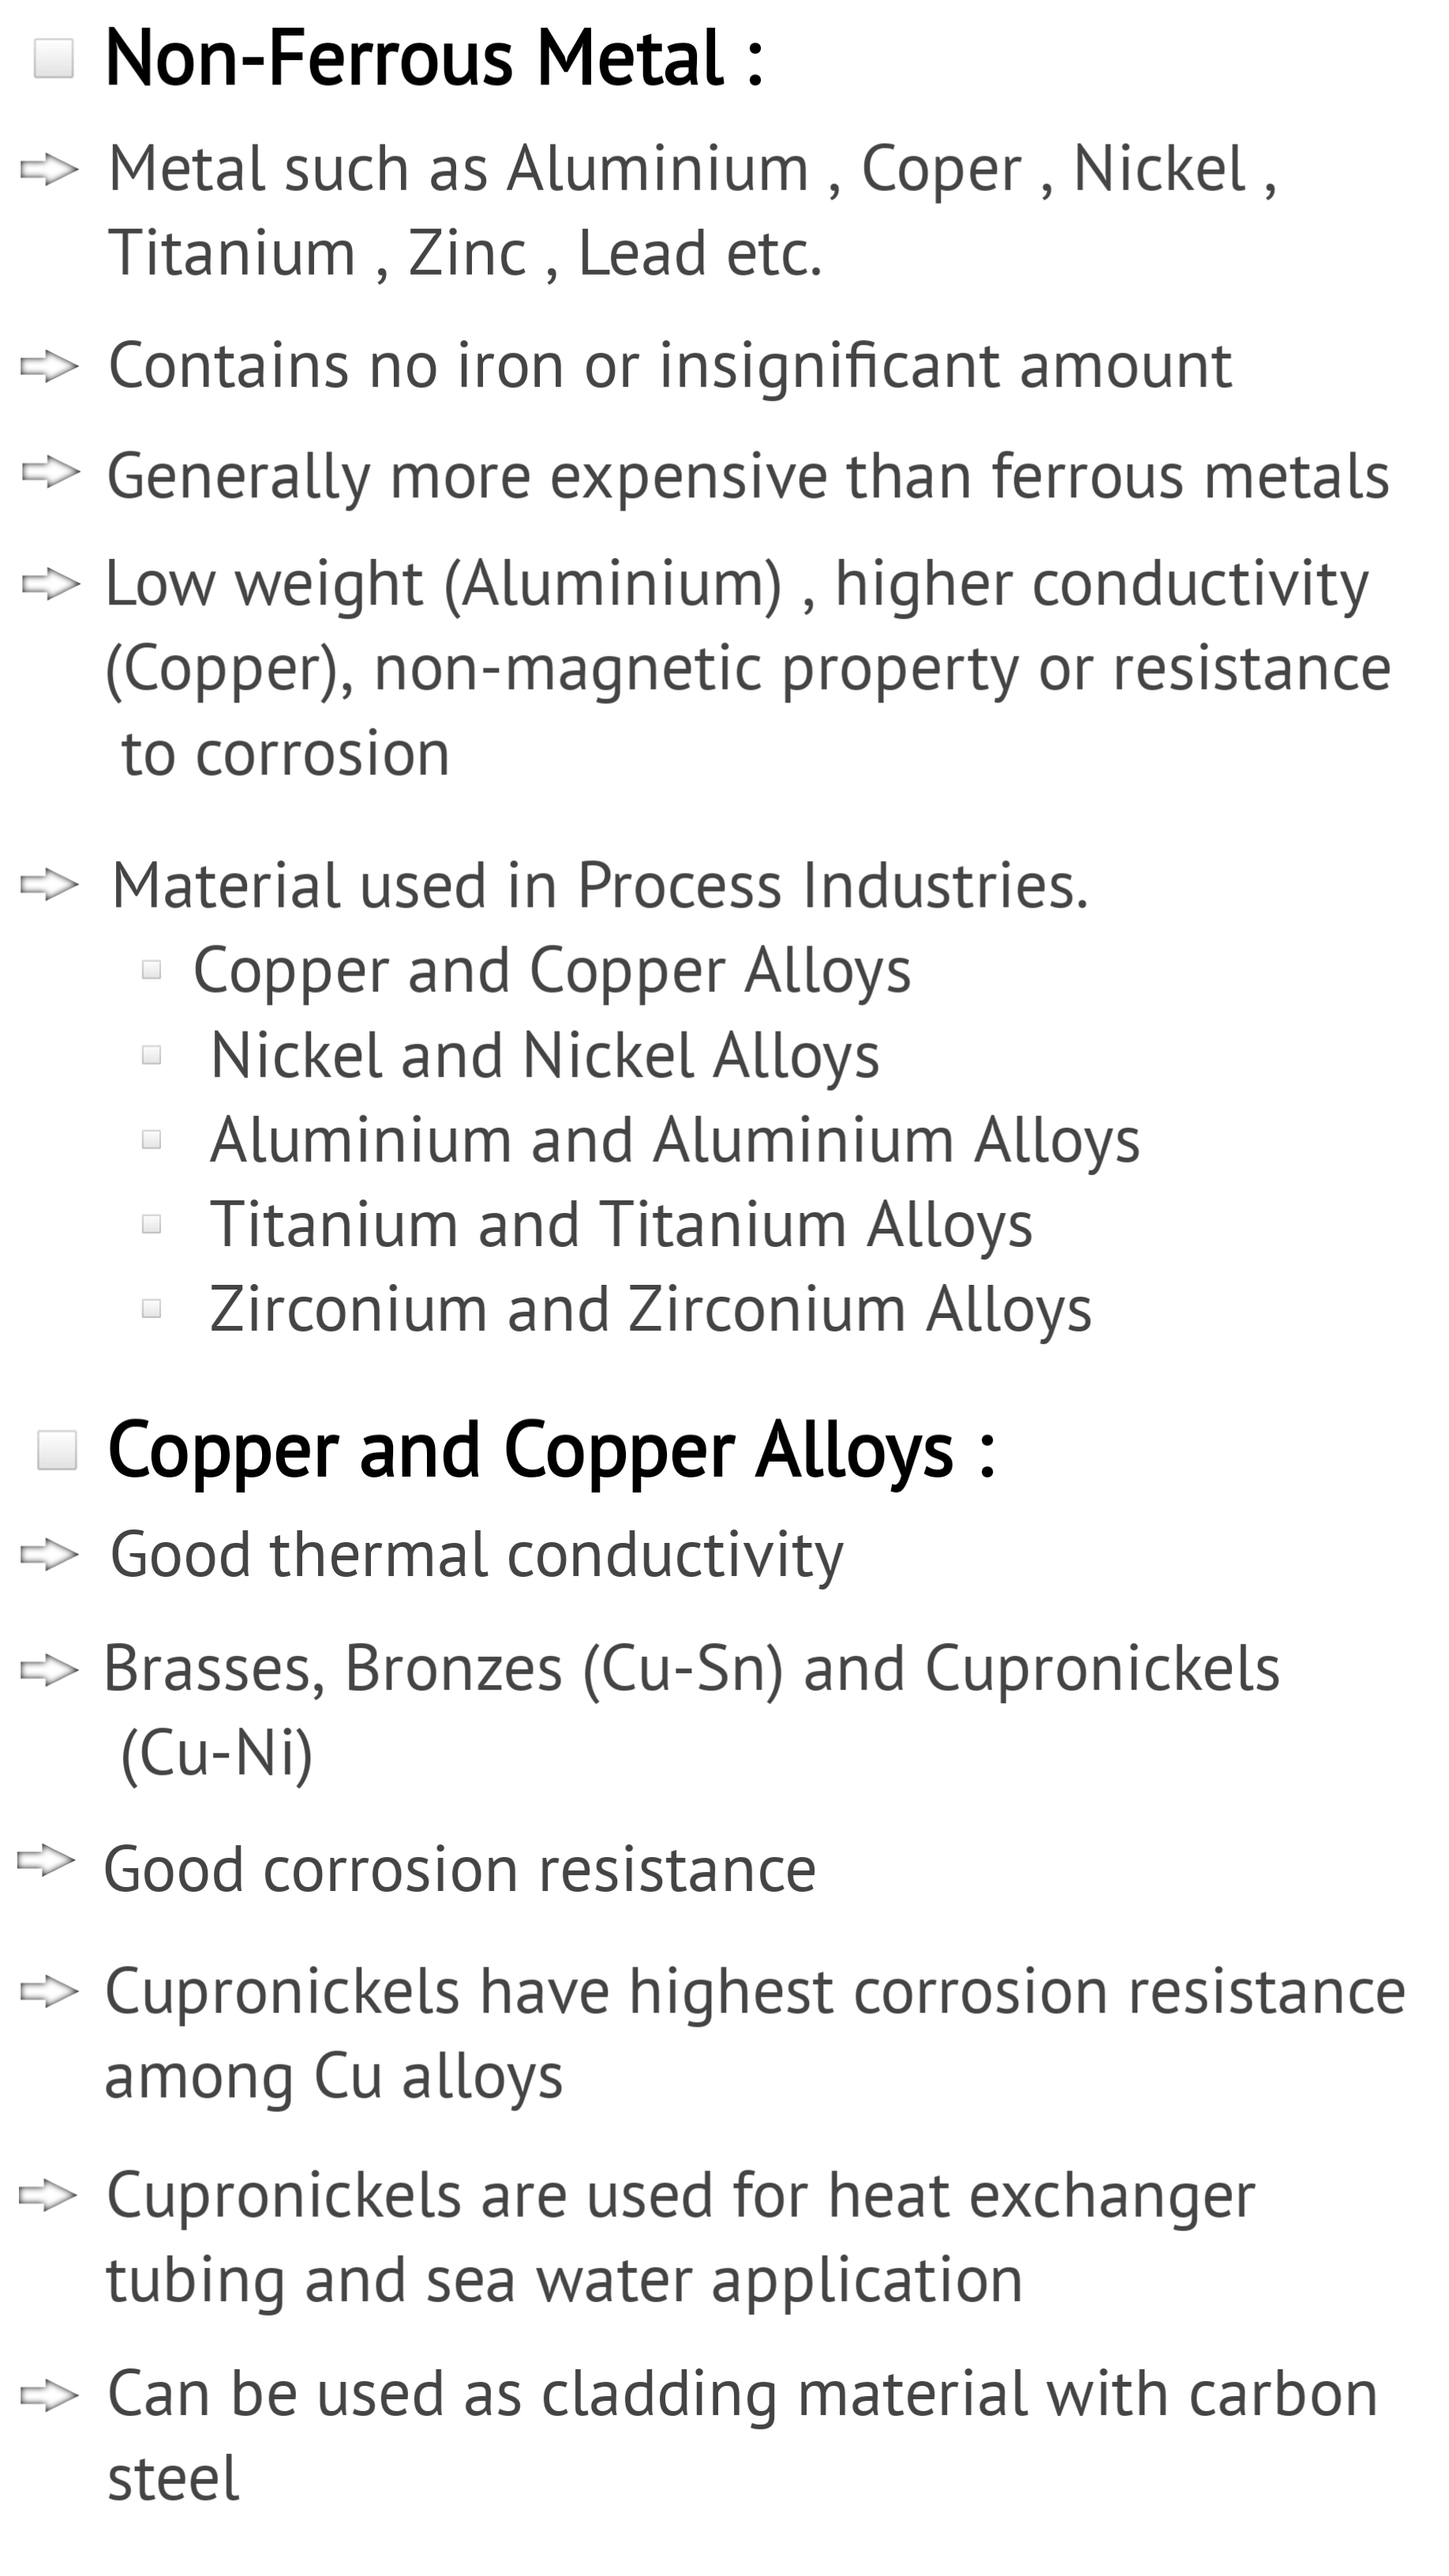 Non-Ferrous Metal :
Metal such as Aluminium , Coper , Nickel ,
Titanium , Zinc , Lead etc.
Contains no iron or insignificant amount
Generally more expensive than ferrous metals
Low weight (Aluminium) , higher conductivity
(Copper), non-magnetic property or resistance
to corrosion
Material used in Process Industries.
Copper and Copper Alloys
Nickel and Nickel Alloys
Aluminium and Aluminium Alloys
Titanium and Titanium Alloys
Zirconium and Zirconium Alloys
Copper and Copper Alloys :
Good thermal conductivity
Brasses, Bronzes (Cu-Sn) and Cupronickels
(Cu-Ni)
Good corrosion resistance
Cupronickels have highest corrosion resistance
among Cu alloys
Cupronickels are used for heat exchanger
tubing and sea water application
Can be used as cladding material with carbon
steel